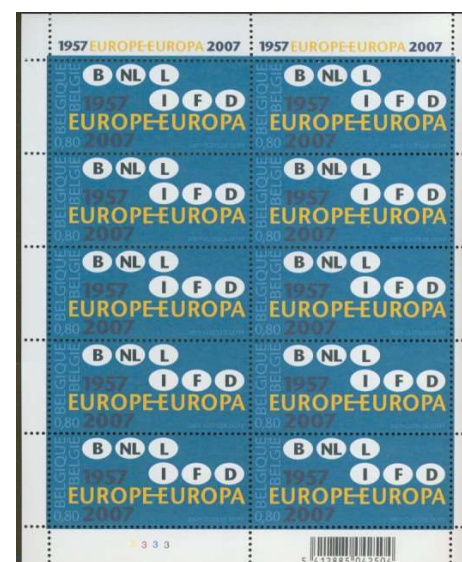 1957 EUROPE-EUROPA 2007 1957 EUROPE-EUROPA 2007
BELGIQUE BELGIË B NL L BELGIQUE BELGIË B NL L
1957 I F D 1957 I F D
EUROPE-EUROPA EUROPE-EUROPA
0,80 2007 0,80 2007
BELGIQUE BELGIË B NL L BELGIQUE BELGIË B NL L
1957 I F D 1957 I F D
EUROPE-EUROPA EUROPE-EUROPA
0,80 2007 0,80 2007
BELGIQUE BELGIË B NL L BELGIQUE BELGIË B NL L
1957 I F D 1957 I F D
EUROPE-EUROPA EUROPE-EUROPA
0,80 2007 0,80 2007
BELGIQUE BELGIË B NL L BELGIQUE BELGIË B NL L
1957 I F D 1957 I F D
EUROPE-EUROPA EUROPE-EUROPA
0,80 2007 0,80 2007
BELGIQUE BELGIË B NL L BELGIQUE BELGIË B NL L
1957 I F D 1957 I F D
EUROPE-EUROPA EUROPE-EUROPA
0,80 2007 0,80 2007
3 3 3 5 412885 042504